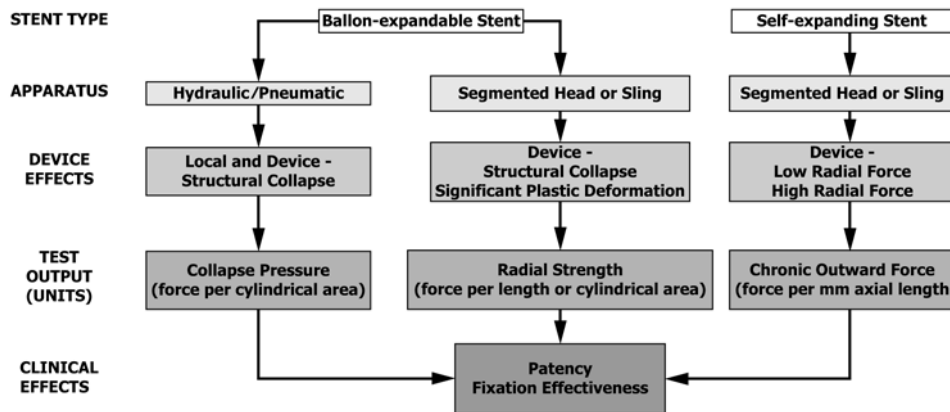 STENT TYPE
Ballon-expandable Stent
Self-expanding Stent
APPARATUS
Hydraulic/Pneumatic
Segmented Head or Sling
Segmented Head or Sling
DEVICE
EFFECTS
Local and Device -
Structural Collapse
Device -
Structural Collapse
Significant Plastic Deformation
Device -
Low Radial Force
High Radial Force
TEST
OUTPUT
(UNITS)
Collapse Pressure
(force per cylindrical area)
Radial Strength
(force per length or cylindrical area)
Chronic Outward Force
(force per mm axial length)
CLINICAL
EFFECTS
Patency
Fixation Effectiveness